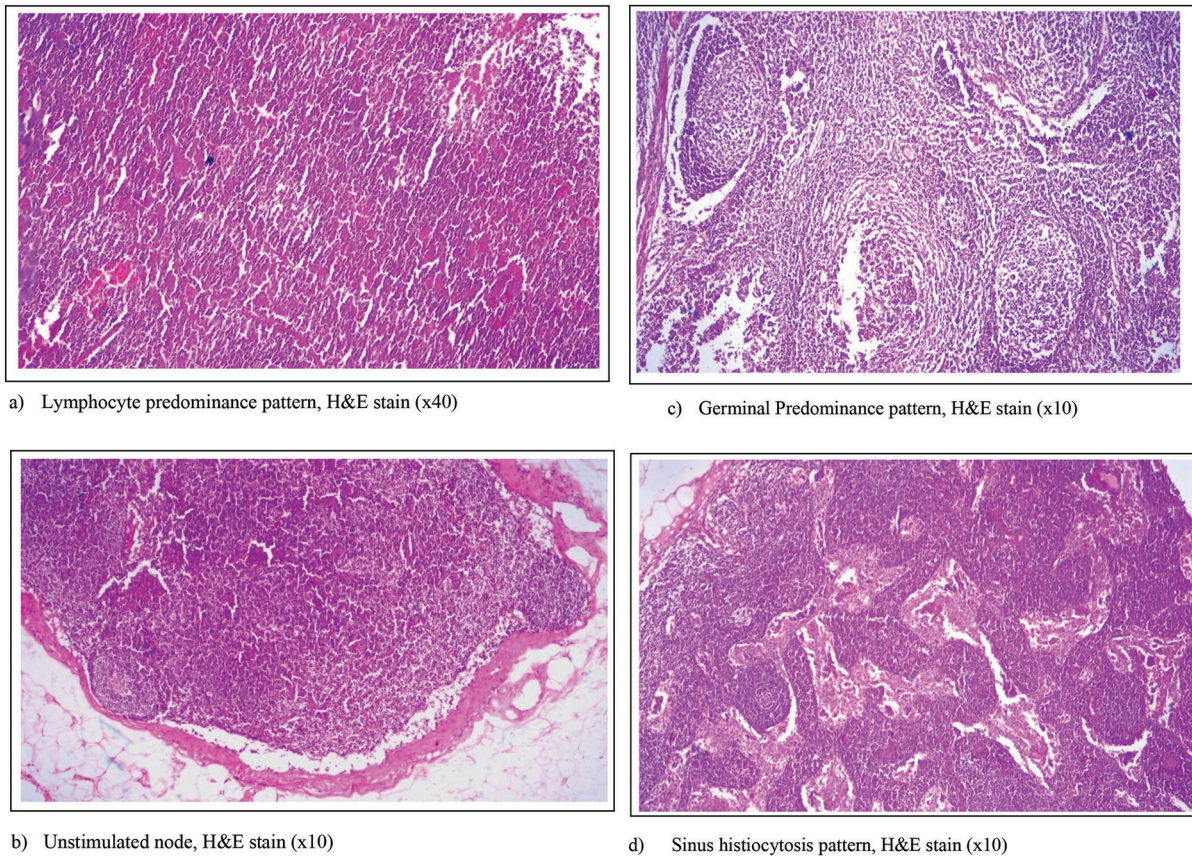 a) Lymphocyte predominance pattern, H&E stain (x40)
c) Germinal Predominance pattern, H&E stain (x10)
b) Unstimulated node, H&E stain (x10)
d) Sinus histiocytosis pattern, H&E stain (x10)